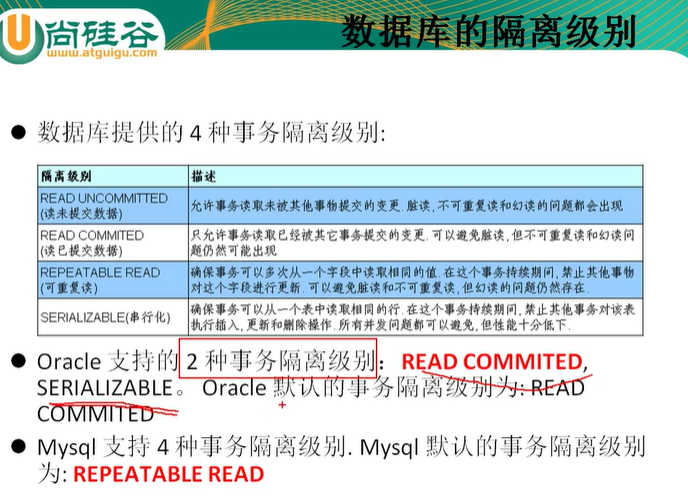 尚硅谷
www.atguigu.com
数据库的隔离级别
● 数据库提供的 4 种事务隔离级别:
隔离级别 描述
READ UNCOMMITTED
(读未提交数据)
允许事务读取未被其他事物提交的变更. 脏读, 不可重复读和幻读的问题都会出现
READ COMMITED
(读已提交数据)
只允许事务读取已经被其它事务提交的变更. 可以避免脏读, 但不可重复读和幻读问
题仍然可能出现
REPEATABLE READ
(可重复读)
确保事务可以多次从一个字段中读取相同的值. 在这个事务持续期间, 禁止其他事物
对这个字段进行更新. 可以避免脏读和不可重复读, 但幻读的问题仍然存在.
SERIALIZABLE(串行化)
确保事务可以从一个表中读取相同的行. 在这个事务持续期间, 禁止其他事务对该表
执行插入, 更新和删除操作. 所有并发问题都可以避免, 但性能十分低下.
● Oracle 支持的 2 种事务隔离级别：READ COMMITED,
SERIALIZABLE。 Oracle 默认的事务隔离级别为: READ
COMMITED
● Mysql 支持 4 种事务隔离级别. Mysql 默认的事务隔离级别
为: REPEATABLE READ